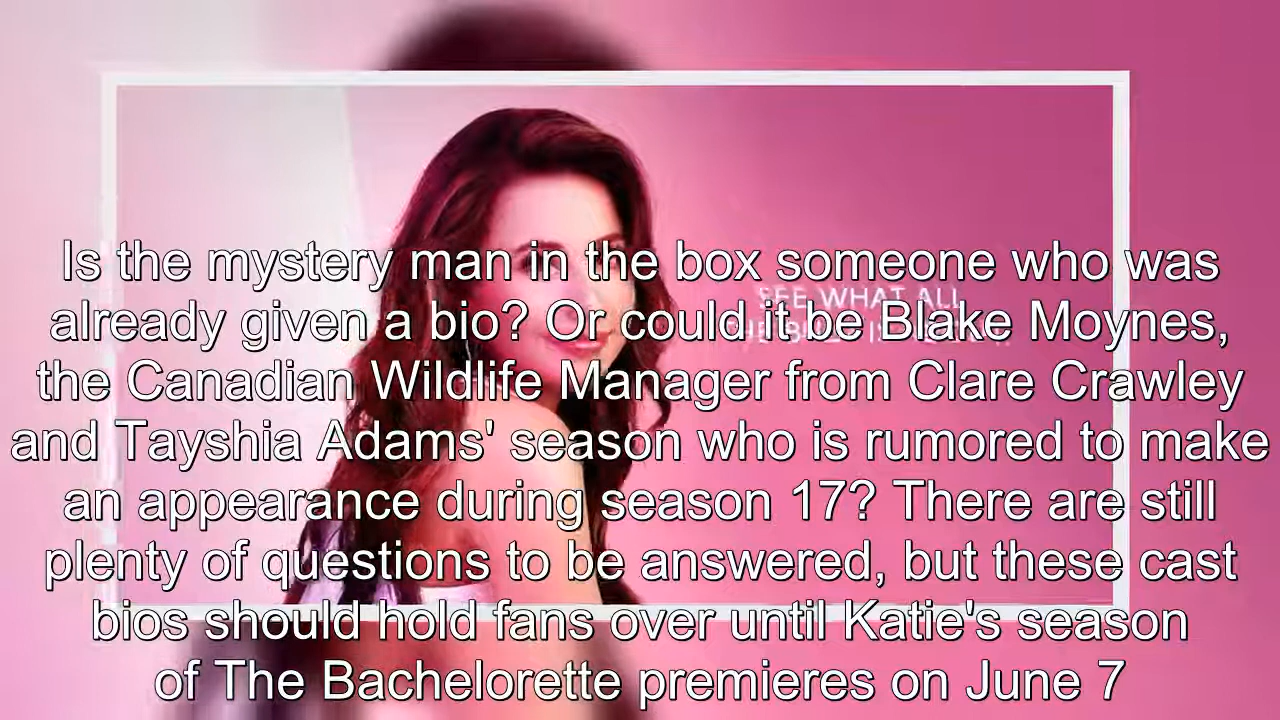 Is the mystery man in the box someone who was
already given a bio? Or could it be Blake Moynes,
the Canadian Wildlife Manager from Clare Crawley
and Tayshia Adams' season who is rumored to make
an appearance during season 17? There are still
plenty of questions to be answered, but these cast
bios should hold fans over until Katie's season
of The Bachelorette premieres on June 7
SEE WHAT ALL